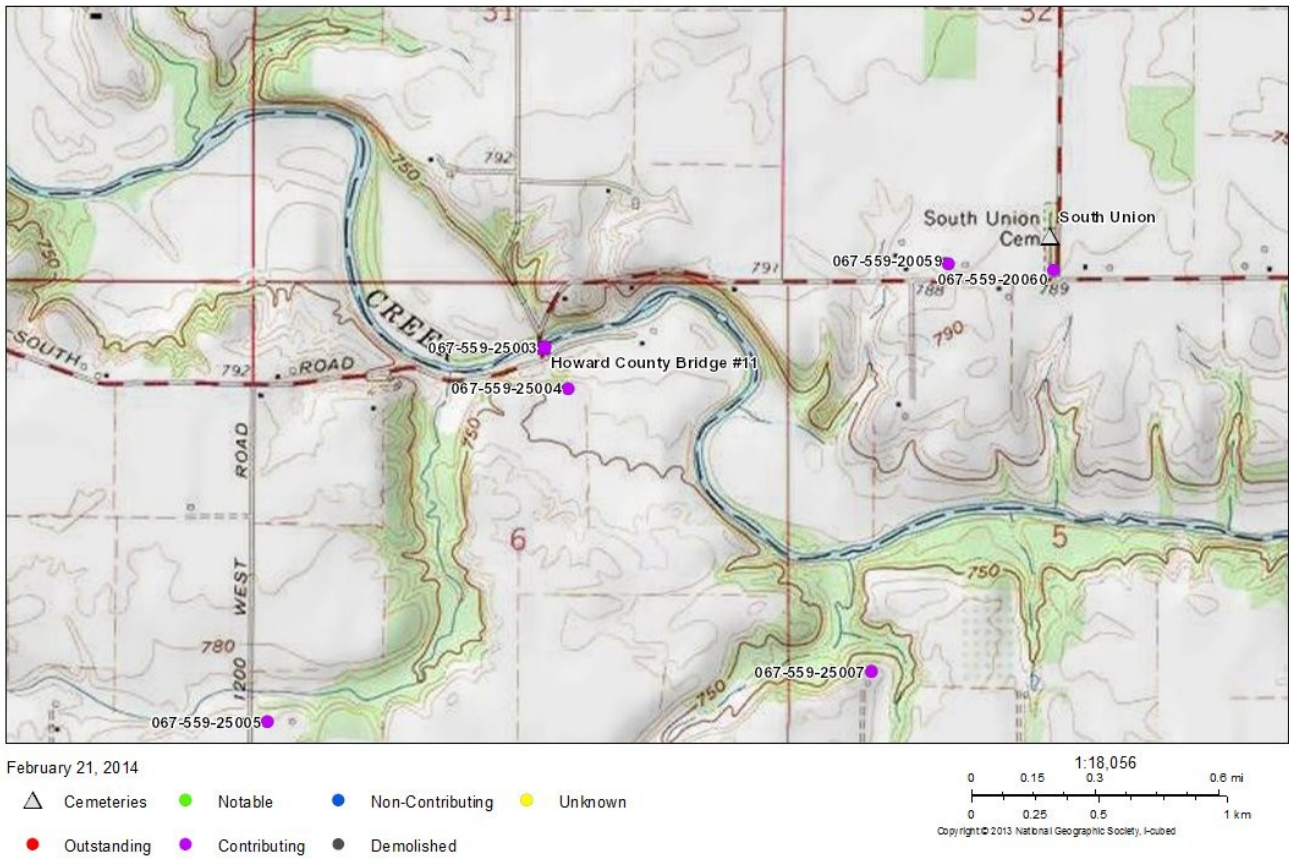 31
32
792
750
South Union
Cem
South Union
750
067-559-20059
797
067-559-20060
788
789
CREEK
790
067-559-25003
Howard County Bridge #11
SOUTH
ROAD
792
067-559-25004
750
1200 WEST ROAD
6
5
750
780
067-559-25007
750
067-559-25005
February 21, 2014
Cemeteries
Notable
Non-Contributing
Unknown
Outstanding
Contributing
Demolished
1:18,056
0 0.15 0.3 0.6 mi
0 0.25 0.5 1 km
Copyright:© 2013 National Geographic Society, i-cubed